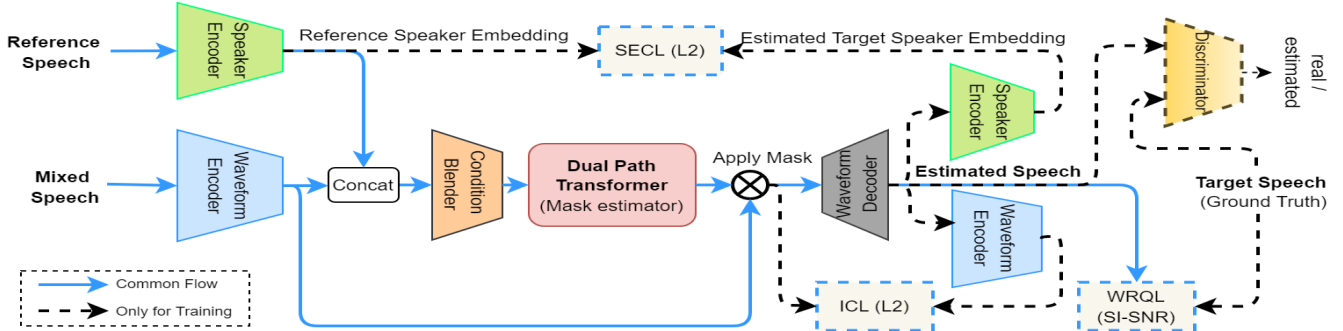 Reference
Speech
Speaker
Encoder
Reference Speaker Embedding
SECL (L2)
Estimated Target Speaker Embedding
Speaker
Encoder
Discriminator
real /
estimated
Mixed
Speech
Waveform
Encoder
Concat
Condition
Blender
Dual Path
Transformer
(Mask estimator)
Apply Mask
Waveform
Decoder
Estimated Speech
Waveform
Encoder
Target Speech
(Ground Truth)
Common Flow
Only for Training
ICL (L2)
WRQL
(SI-SNR)